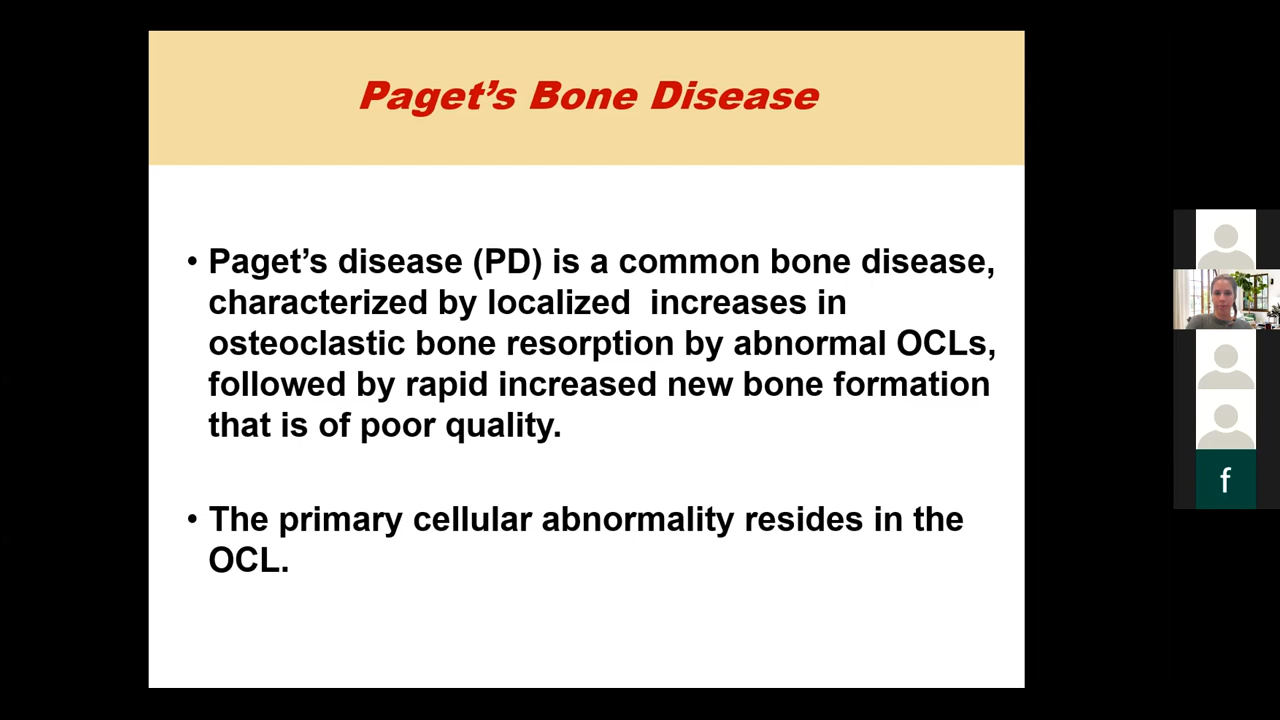 Paget’s Bone Disease
• Paget’s disease (PD) is a common bone disease,
characterized by localized  increases in
osteoclastic bone resorption by abnormal OCLs,
followed by rapid increased new bone formation
that is of poor quality.
• The primary cellular abnormality resides in the
OCL.
f